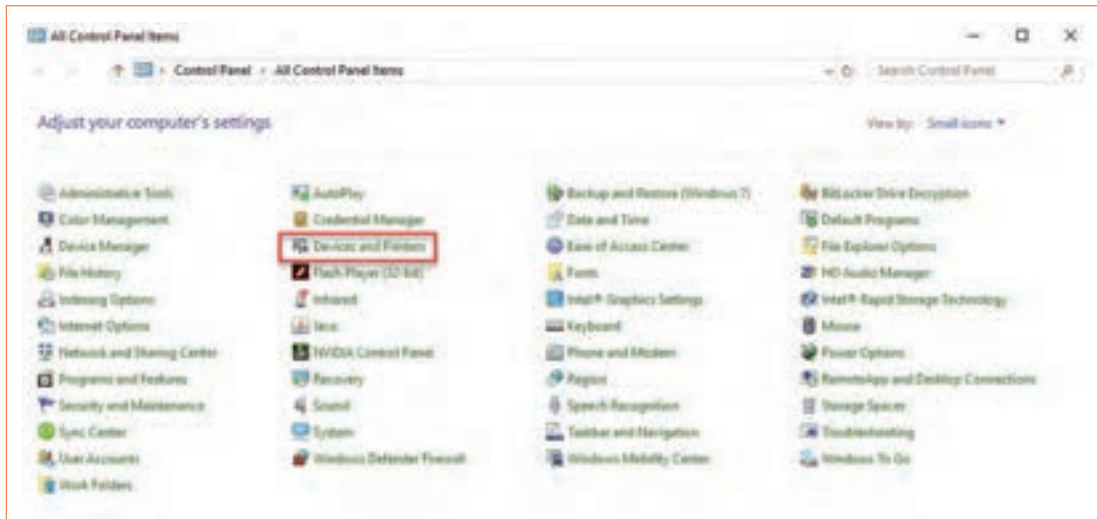 All Control Panel Items
Control Panel › All Control Panel Items
Search Control Panel
Adjust your computer's settings
View by: Small icons
Administrative Tools
AutoPlay
Backup and Restore (Windows 7)
BitLocker Drive Encryption
Color Management
Credential Manager
Date and Time
Default Programs
Device Manager
Devices and Printers
Ease of Access Center
File Explorer Options
File History
Flash Player (32-bit)
Fonts
HD Audio Manager
Indexing Options
Infrared
Intel® Graphics Settings
Intel® Rapid Storage Technology
Internet Options
Java
Keyboard
Mouse
Network and Sharing Center
NVIDIA Control Panel
Phone and Modem
Power Options
Programs and Features
Recovery
Region
RemoteApp and Desktop Connections
Security and Maintenance
Sound
Speech Recognition
Storage Spaces
Sync Center
System
Taskbar and Navigation
Troubleshooting
User Accounts
Windows Defender Firewall
Windows Mobility Center
Windows To Go
Work Folders